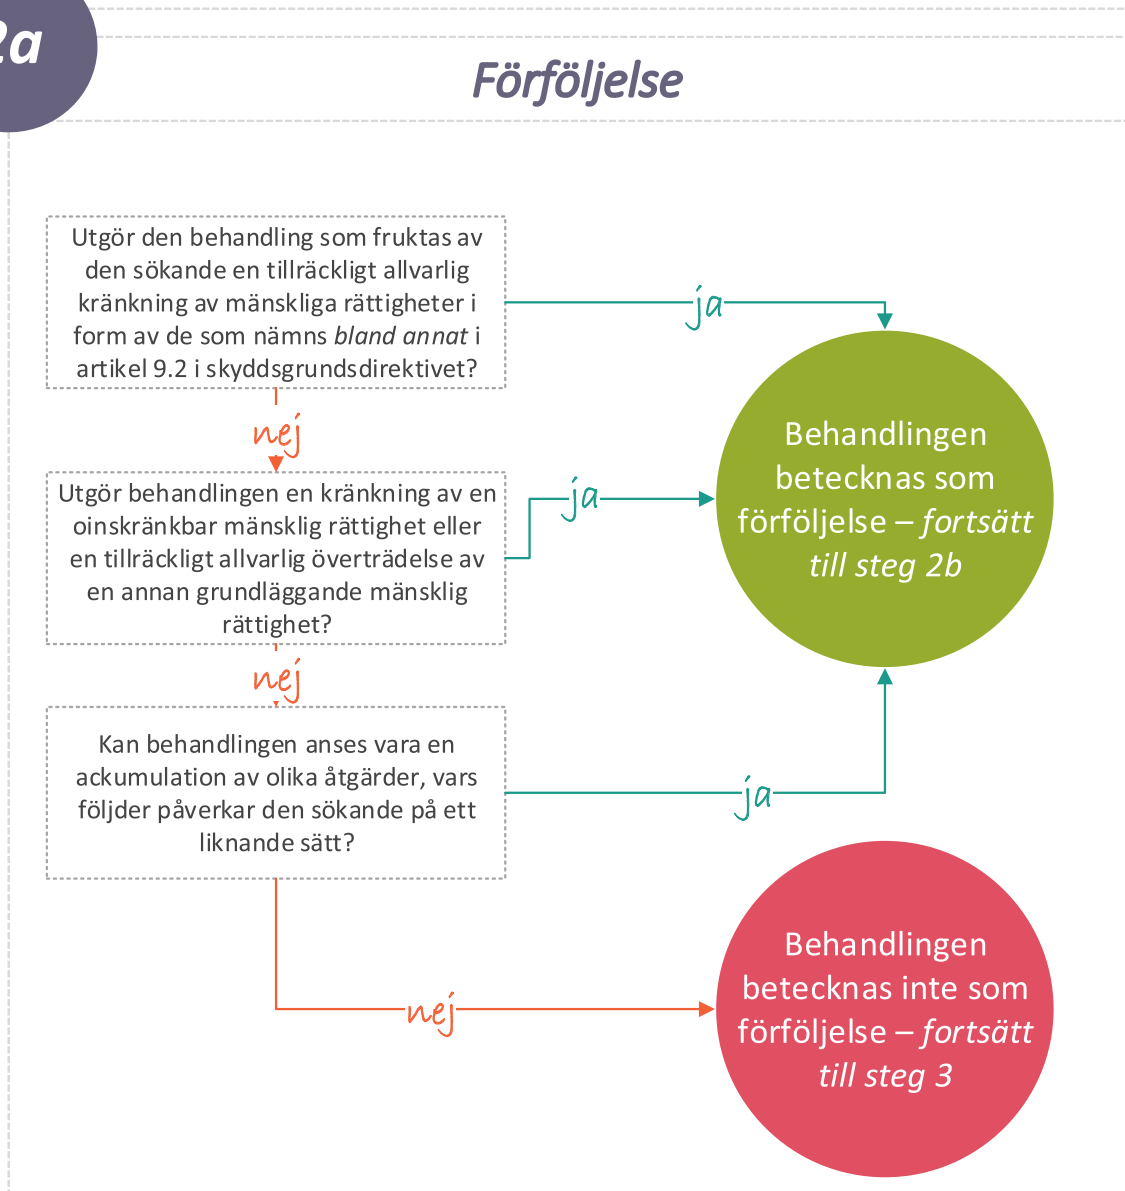 2a
Förföljelse
Utgör den behandling som fruktas av
den sökande en tillräckligt allvarlig
kränkning av mänskliga rättigheter i
form av de som nämns bland annat i
artikel 9.2 i skyddsgrundsdirektivet?
ja
nej
Behandlingen
betecknas som
förföljelse – fortsätt
till steg 2b
Utgör behandlingen en kränkning av en
oinskränkbar mänsklig rättighet eller
en tillräckligt allvarlig överträdelse av
en annan grundläggande mänsklig
rättighet?
ja
nej
Kan behandlingen anses vara en
ackumulation av olika åtgärder, vars
följder påverkar den sökande på ett
liknande sätt?
ja
nej
Behandlingen
betecknas inte som
förföljelse – fortsätt
till steg 3